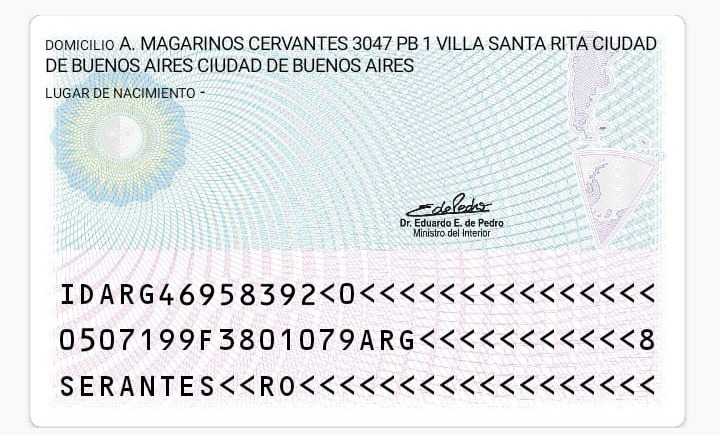 DOMICILIO A. MAGARINOS CERVANTES 3047 PB 1 VILLA SANTA RITA CIUDAD
DE BUENOS AIRES CIUDAD DE BUENOS AIRES
LUGAR DE NACIMIENTO -
Dr. Eduardo E. de Pedro
Ministro del Interior
IDARG46958392<0<<<<<<<<<<<<<<<
0507199F3801079ARG<<<<<<<<<<<8
SERANTES<<RO<<<<<<<<<<<<<<<<<<